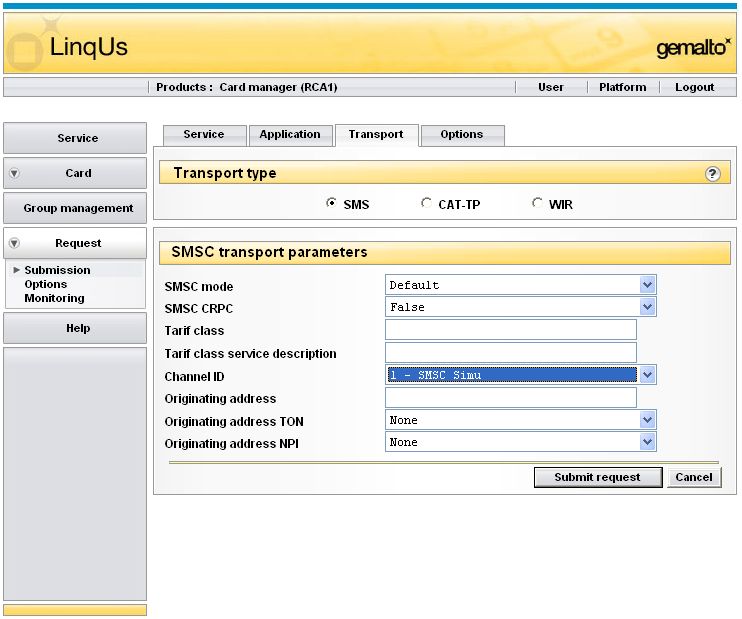 LinqUs
gemalto
Products : Card manager (RCA1) User Platform Logout
Service
Card
Group management
Request
Submission
Options
Monitoring
Help
Service Application Transport Options
Transport type ?
SMS CAT-TP WIR
SMSC transport parameters
SMSC mode Default
SMSC CRPC False
Tarif class
Tarif class service description
Channel ID 1 - SMSC Simu
Originating address
Originating address TON None
Originating address NPI None
Submit request Cancel